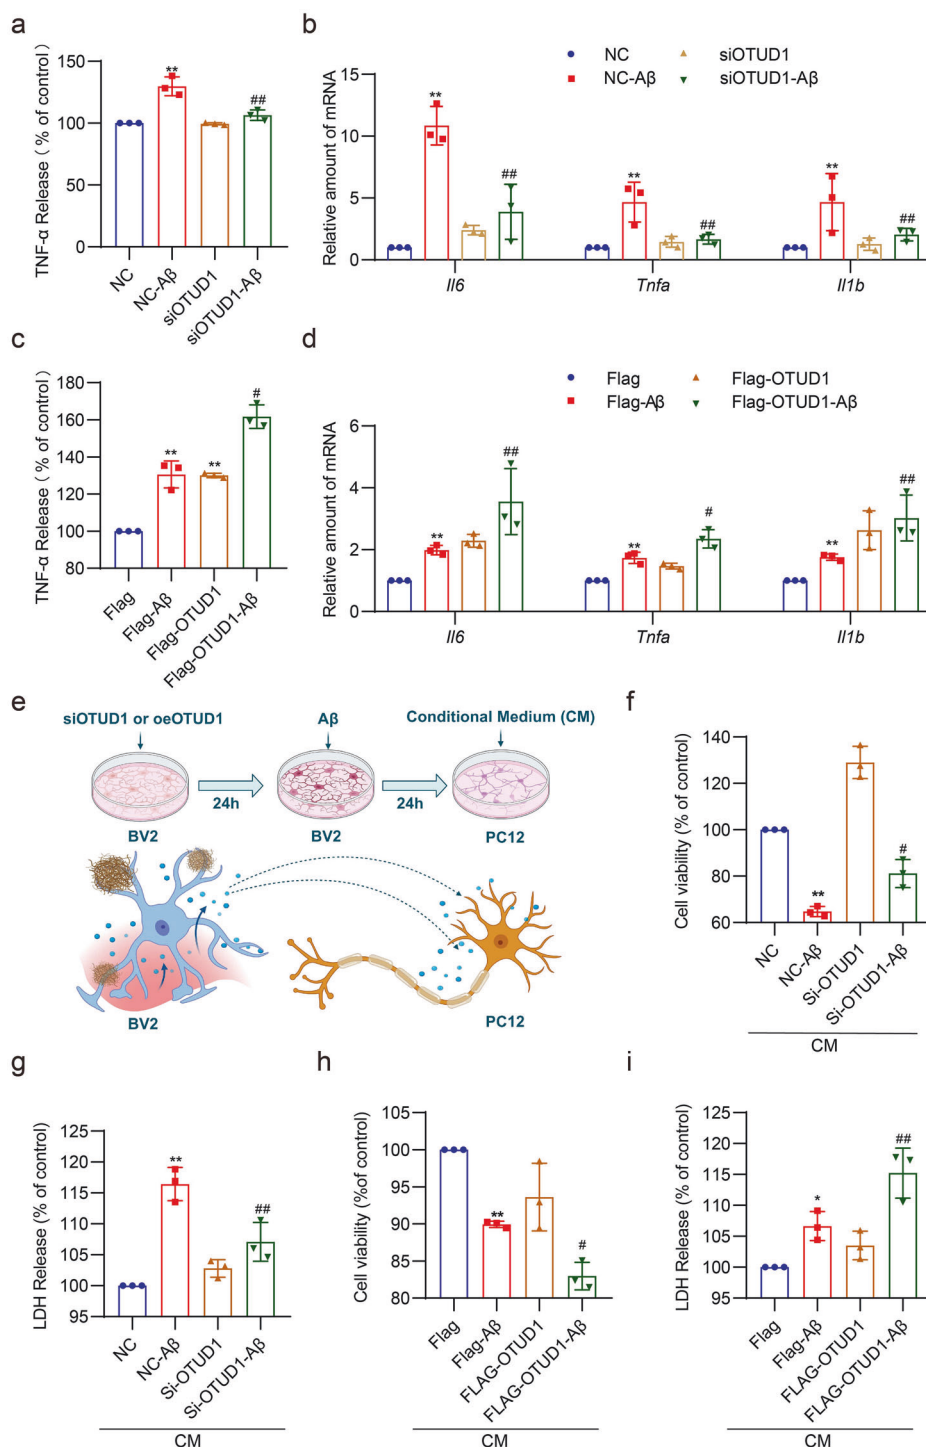 a
TNF-α Release ( % of control)
150
100
50
0
**
##
NC
NC-Aβ
siOTUD1
siOTUD1-Aβ
b
NC
siOTUD1
NC-Aβ
siOTUD1-Aβ
Relative amount of mRNA
15
10
5
0
**
##
**
##
**
##
Il6
Tnfa
Il1b
c
TNF-α Release ( % of control)
180
160
140
120
100
80
**
**
#
Flag
Flag-Aβ
Flag-OTUD1
Flag-OTUD1-Aβ
d
Flag
Flag-OTUD1
Flag-Aβ
Flag-OTUD1-Aβ
Relative amount of mRNA
6
4
2
0
**
##
**
#
**
##
Il6
Tnfa
Il1b
e
siOTUD1 or oeOTUD1
Aβ
Conditional Medium (CM)
24h
24h
BV2
BV2
PC12
BV2
PC12
f
Cell viability (% of control)
140
120
100
80
60
**
#
NC
NC-Aβ
Si-OTUD1
Si-OTUD1-Aβ
CM
g
LDH Release (% of control)
125
120
115
110
105
100
95
**
##
NC
NC-Aβ
Si-OTUD1
Si-OTUD1-Aβ
CM
h
Cell viability (%of control)
105
100
95
90
85
80
**
#
Flag
Flag-Aβ
FLAG-OTUD1
FLAG-OTUD1-Aβ
CM
i
LDH Release (% of control)
125
120
115
110
105
100
95
*
##
Flag
Flag-Aβ
FLAG-OTUD1
FLAG-OTUD1-Aβ
CM